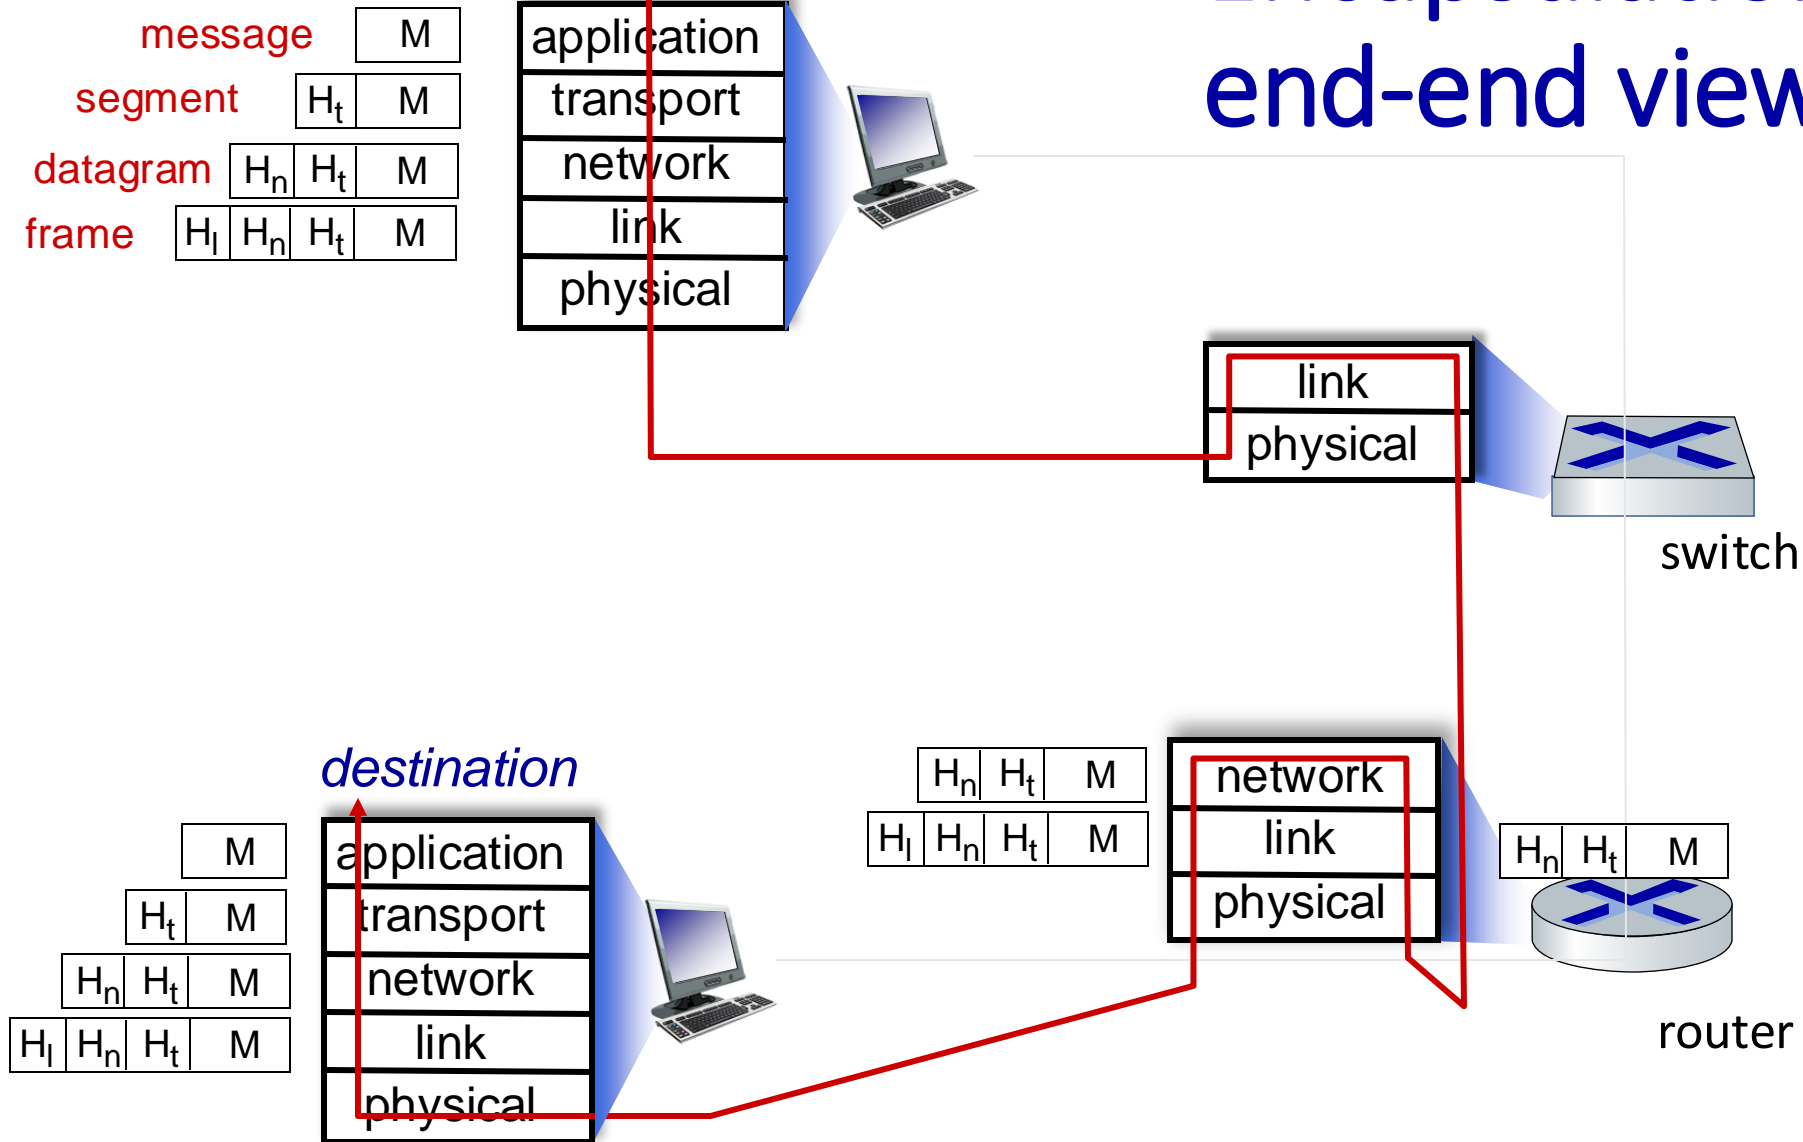 end-end view
message M
segment Ht M
datagram Hn Ht M
frame Hl Hn Ht M
application
transport
network
link
physical
link
physical
switch
destination
M
Ht M
Hn Ht M
Hl Hn Ht M
application
transport
network
link
physical
Hn Ht M
Hl Hn Ht M
network
link
physical
Hn Ht M
router